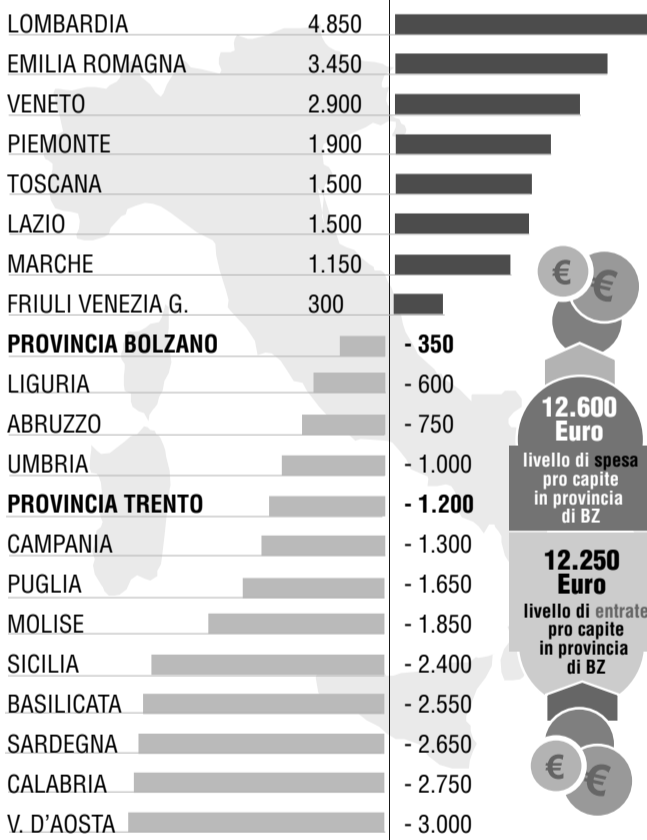 LOMBARDIA 4.850
EMILIA ROMAGNA 3.450
VENETO 2.900
PIEMONTE 1.900
TOSCANA 1.500
LAZIO 1.500
MARCHE 1.150
FRIULI VENEZIA G. 300
PROVINCIA BOLZANO - 350
LIGURIA - 600
ABRUZZO - 750
UMBRIA - 1.000
PROVINCIA TRENTO - 1.200
CAMPANIA - 1.300
PUGLIA - 1.650
MOLISE - 1.850
SICILIA - 2.400
BASILICATA - 2.550
SARDEGNA - 2.650
CALABRIA - 2.750
V. D'AOSTA - 3.000
€ €
12.600
Euro
livello di spesa
pro capite
in provincia
di BZ
12.250
Euro
livello di entrate
pro capite
in provincia
di BZ
€ €